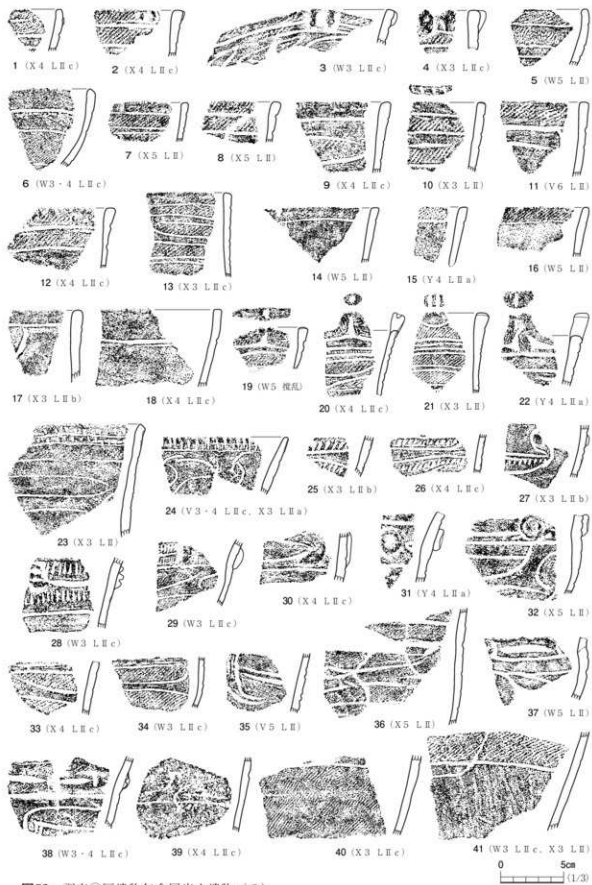 1 (X4 LⅡc) 2 (X4 LⅡc) 3 (W3 LⅡc) 4 (X3 LⅡc) 5 (W5 LⅡ)
6 (W3・4 LⅡc) 7 (X5 LⅡ) 8 (X5 LⅡ) 9 (X4 LⅡc) 10 (X3 LⅡ) 11 (V6 LⅡ)
12 (X4 LⅡc) 13 (X3 LⅡc) 14 (W5 LⅡ) 15 (Y4 LⅡa) 16 (W5 LⅡ)
17 (X3 LⅡb) 18 (X4 LⅡc) 19 (W5 攪乱) 20 (X4 LⅡc) 21 (X3 LⅡ) 22 (Y4 LⅡa)
23 (X3 LⅡ) 24 (V3・4 LⅡc、X3 LⅡa) 25 (X3 LⅡb) 26 (X4 LⅡc) 27 (X3 LⅡb)
28 (W3 LⅡc) 29 (W3 LⅡc) 30 (X4 LⅡc) 31 (Y4 LⅡa) 32 (X5 LⅡ)
33 (X4 LⅡc) 34 (W3 LⅡc) 35 (V5 LⅡ) 36 (X5 LⅡ) 37 (W5 LⅡ)
38 (W3・4 LⅡc) 39 (X4 LⅡc) 40 (X3 LⅡc) 41 (W3 LⅡc、X3 LⅡ)
0 5㎝
(1/3)